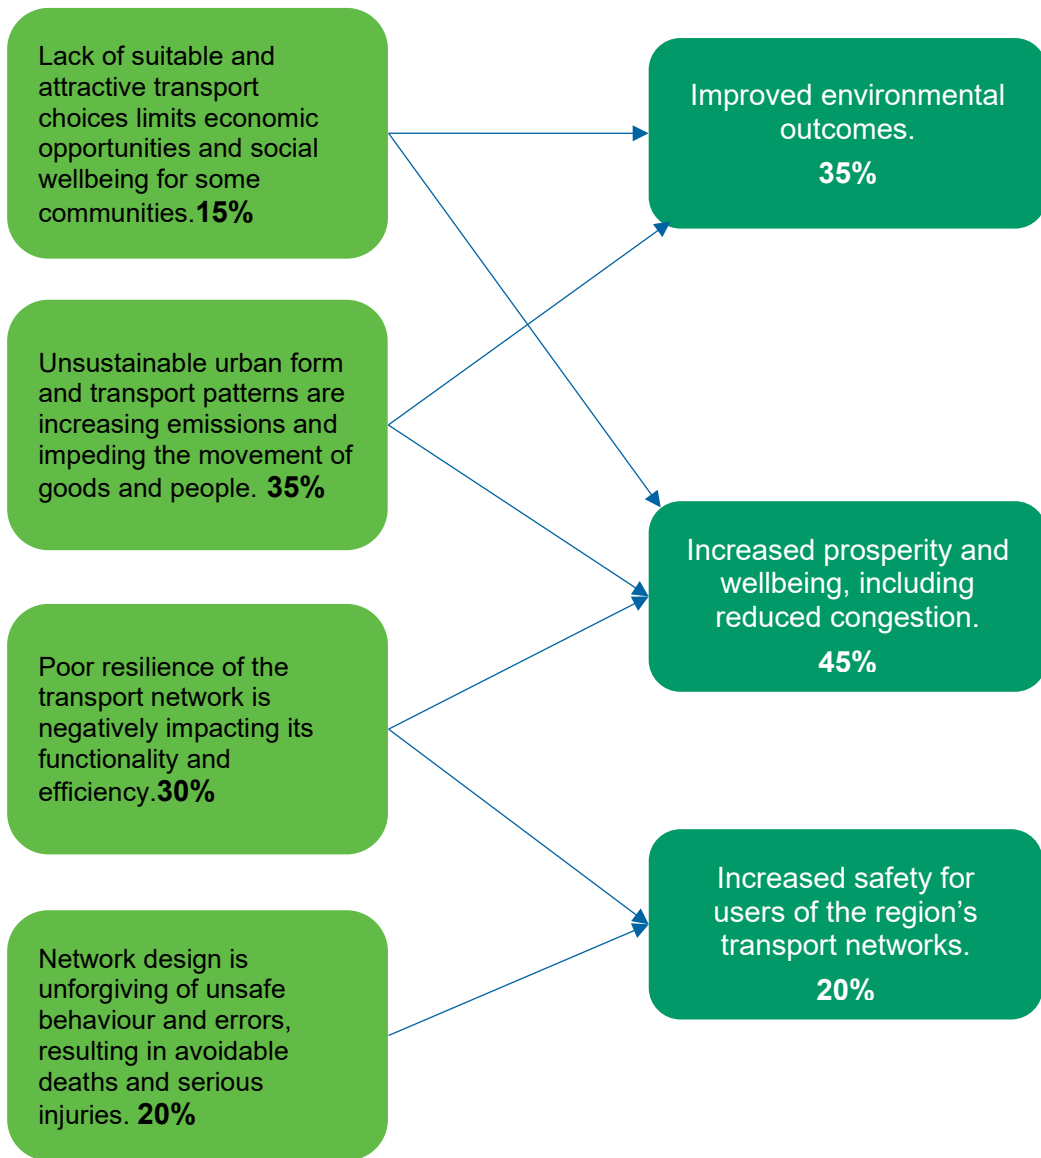 Lack of suitable and
attractive transport
choices limits economic
opportunities and social
wellbeing for some
communities.15%
Improved environmental
outcomes.
35%
Unsustainable urban form
and transport patterns are
increasing emissions and
impeding the movement of
goods and people. 35%
Increased prosperity and
wellbeing, including
reduced congestion.
45%
Poor resilience of the
transport network is
negatively impacting its
functionality and
efficiency.30%
Increased safety for
users of the region’s
transport networks.
20%
Network design is
unforgiving of unsafe
behaviour and errors,
resulting in avoidable
deaths and serious
injuries. 20%